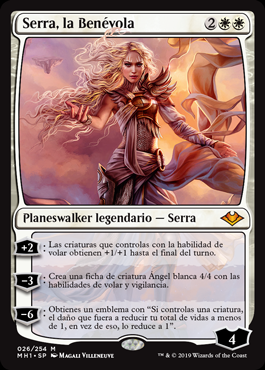 Serra, la Benévola 2
Planeswalker legendario — Serra
+2 : Las criaturas que controlas con la habilidad de
volar obtienen +1/+1 hasta el final del turno.
-3 : Crea una ficha de criatura Ángel blanca 4/4 con las
habilidades de volar y vigilancia.
-6 : Obtienes un emblema con “Si controlas una criatura,
el daño que fuera a reducir tu total de vidas a menos
de 1, en vez de eso, lo reduce a 1”.
4
026/254 M
MH1 • SP MAGALI VILLENEUVE
™ & © 2019 Wizards of the Coast